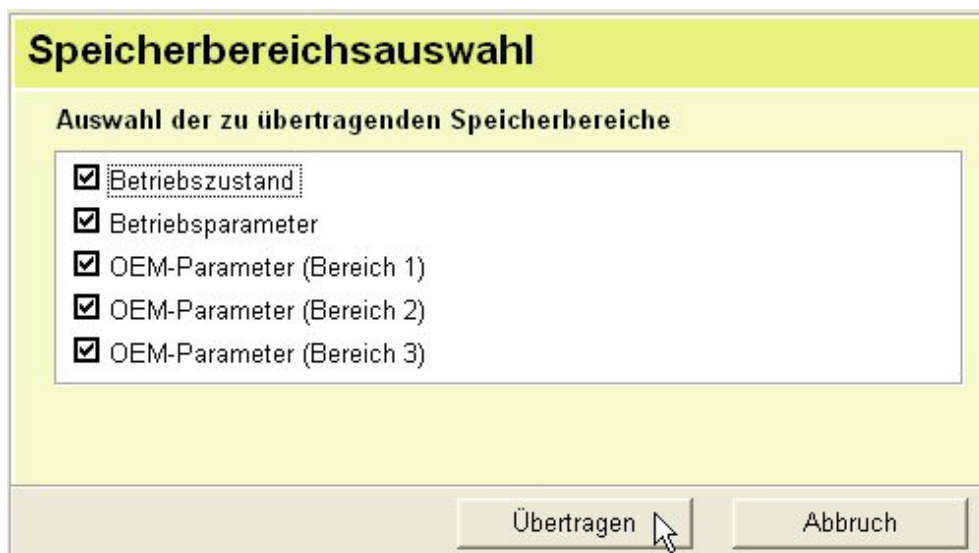 Speicherbereichsauswahl
Auswahl der zu übertragenden Speicherbereiche
Betriebszustand
Betriebsparameter
OEM-Parameter (Bereich 1)
OEM-Parameter (Bereich 2)
OEM-Parameter (Bereich 3)
Übertragen
Abbruch